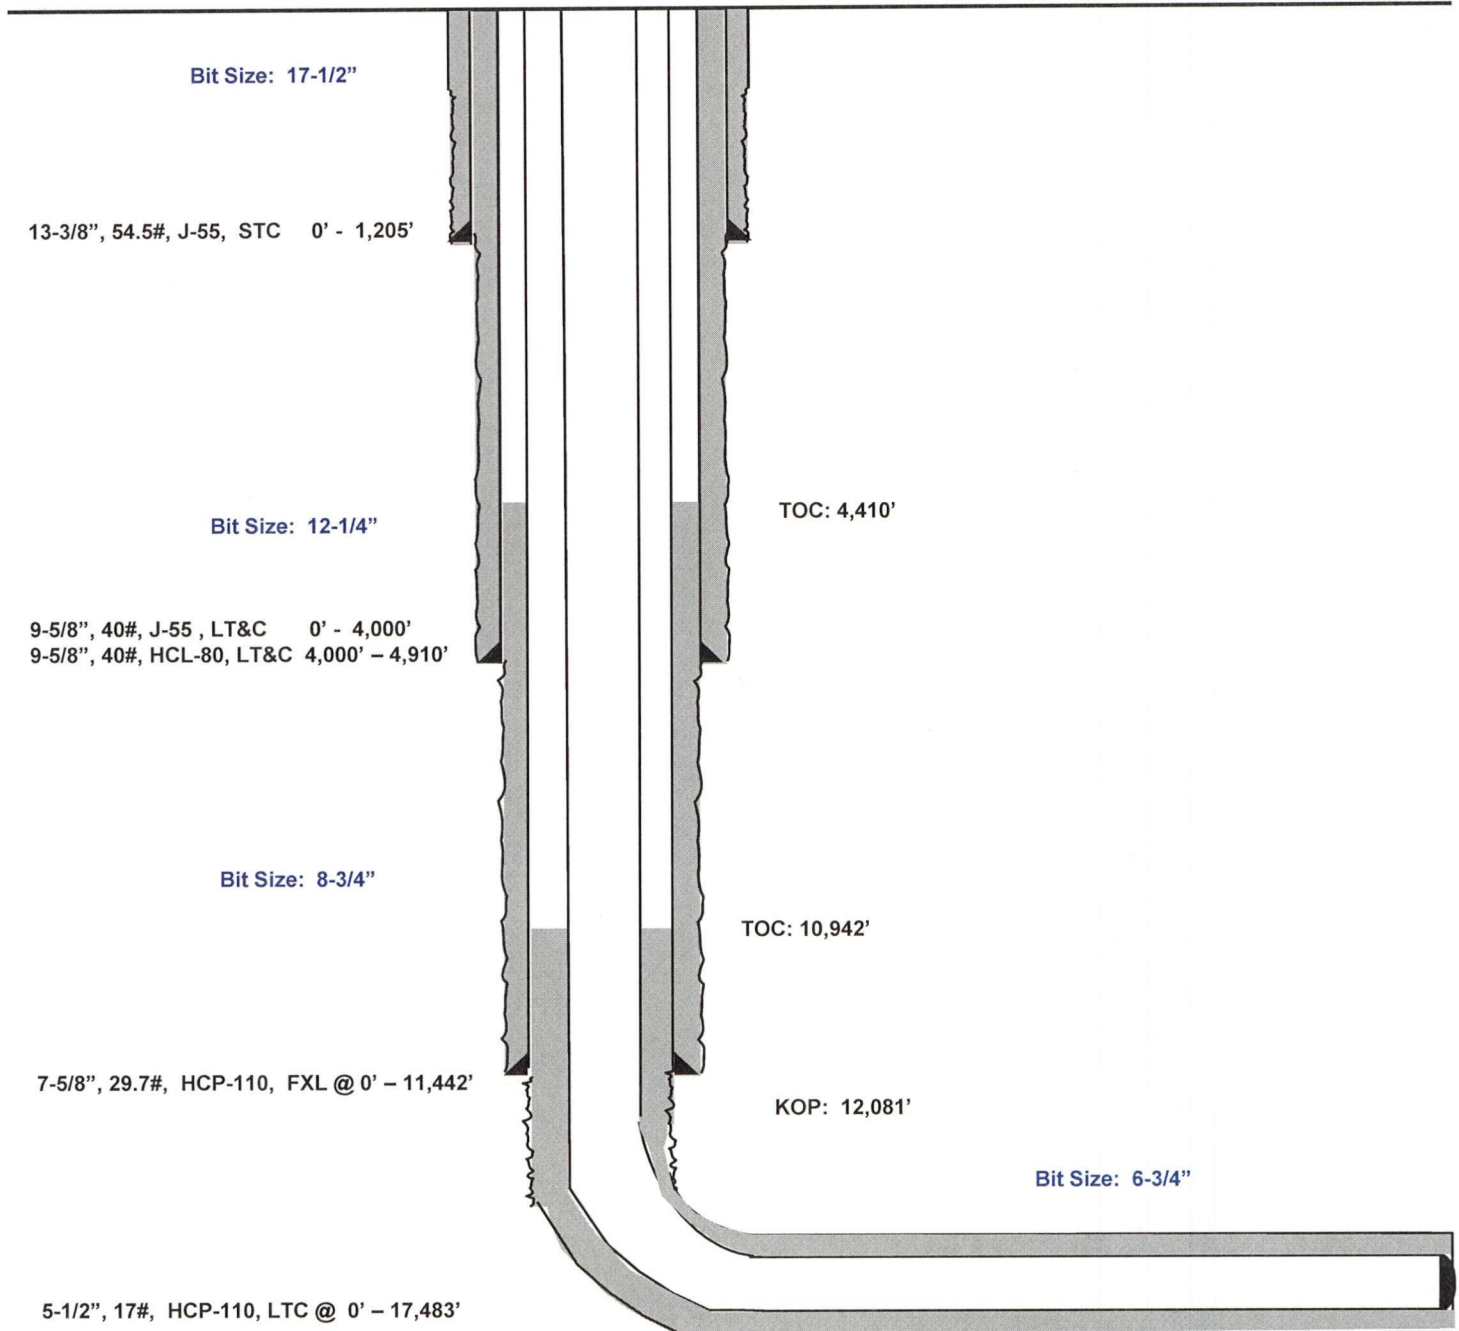 Bit Size: 17-1/2”
13-3/8”, 54.5#, J-55, STC 0’ - 1,205’
TOC: 4,410’
Bit Size: 12-1/4”
9-5/8”, 40#, J-55 , LT&C 0’ - 4,000’
9-5/8”, 40#, HCL-80, LT&C 4,000’ – 4,910’
Bit Size: 8-3/4”
TOC: 10,942’
7-5/8”, 29.7#, HCP-110, FXL @ 0’ – 11,442’
KOP: 12,081’
Bit Size: 6-3/4”
5-1/2”, 17#, HCP-110, LTC @ 0’ – 17,483’